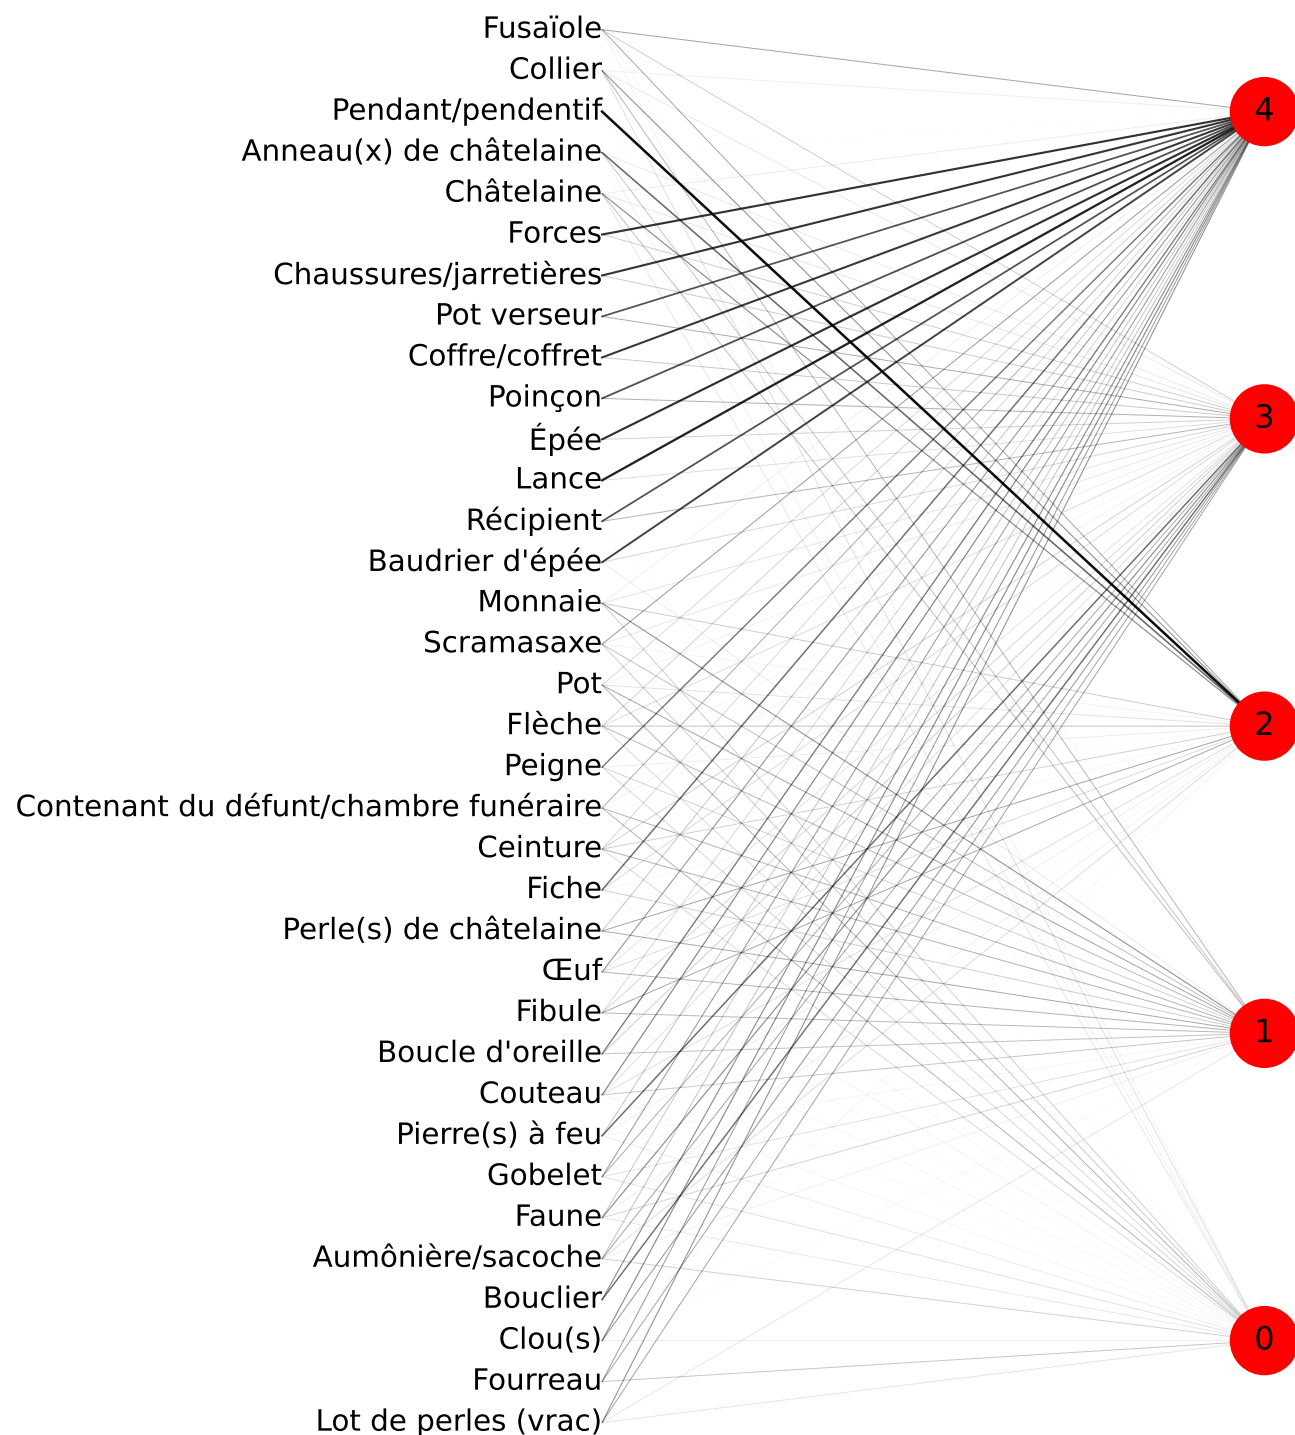 Fusaïole
Collier
Pendant/pendentif
Anneau(x) de châtelaine
Châtelaine
Forces
Chaussures/jarretières
Pot verseur
Coffre/coffret
Poinçon
Épée
Lance
Récipient
Baudrier d'épée
Monnaie
Scramasaxe
Pot
Flèche
Peigne
Contenant du défunt/chambre funéraire
Ceinture
Fiche
Perle(s) de châtelaine
Œuf
Fibule
Boucle d'oreille
Couteau
Pierre(s) à feu
Gobelet
Faune
Aumônière/sacoche
Bouclier
Clou(s)
Fourreau
Lot de perles (vrac)
4
3
2
1
0